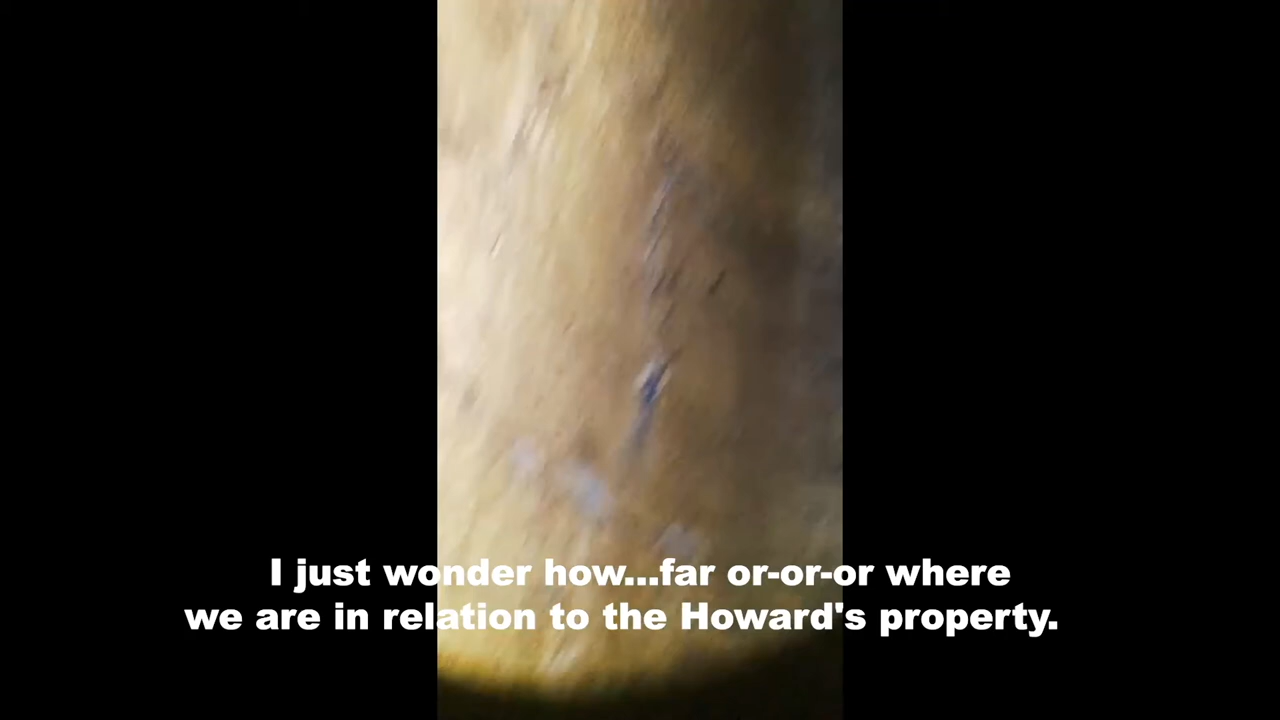 I just wonder how...far or-or-or where
we are in relation to the Howard's property.